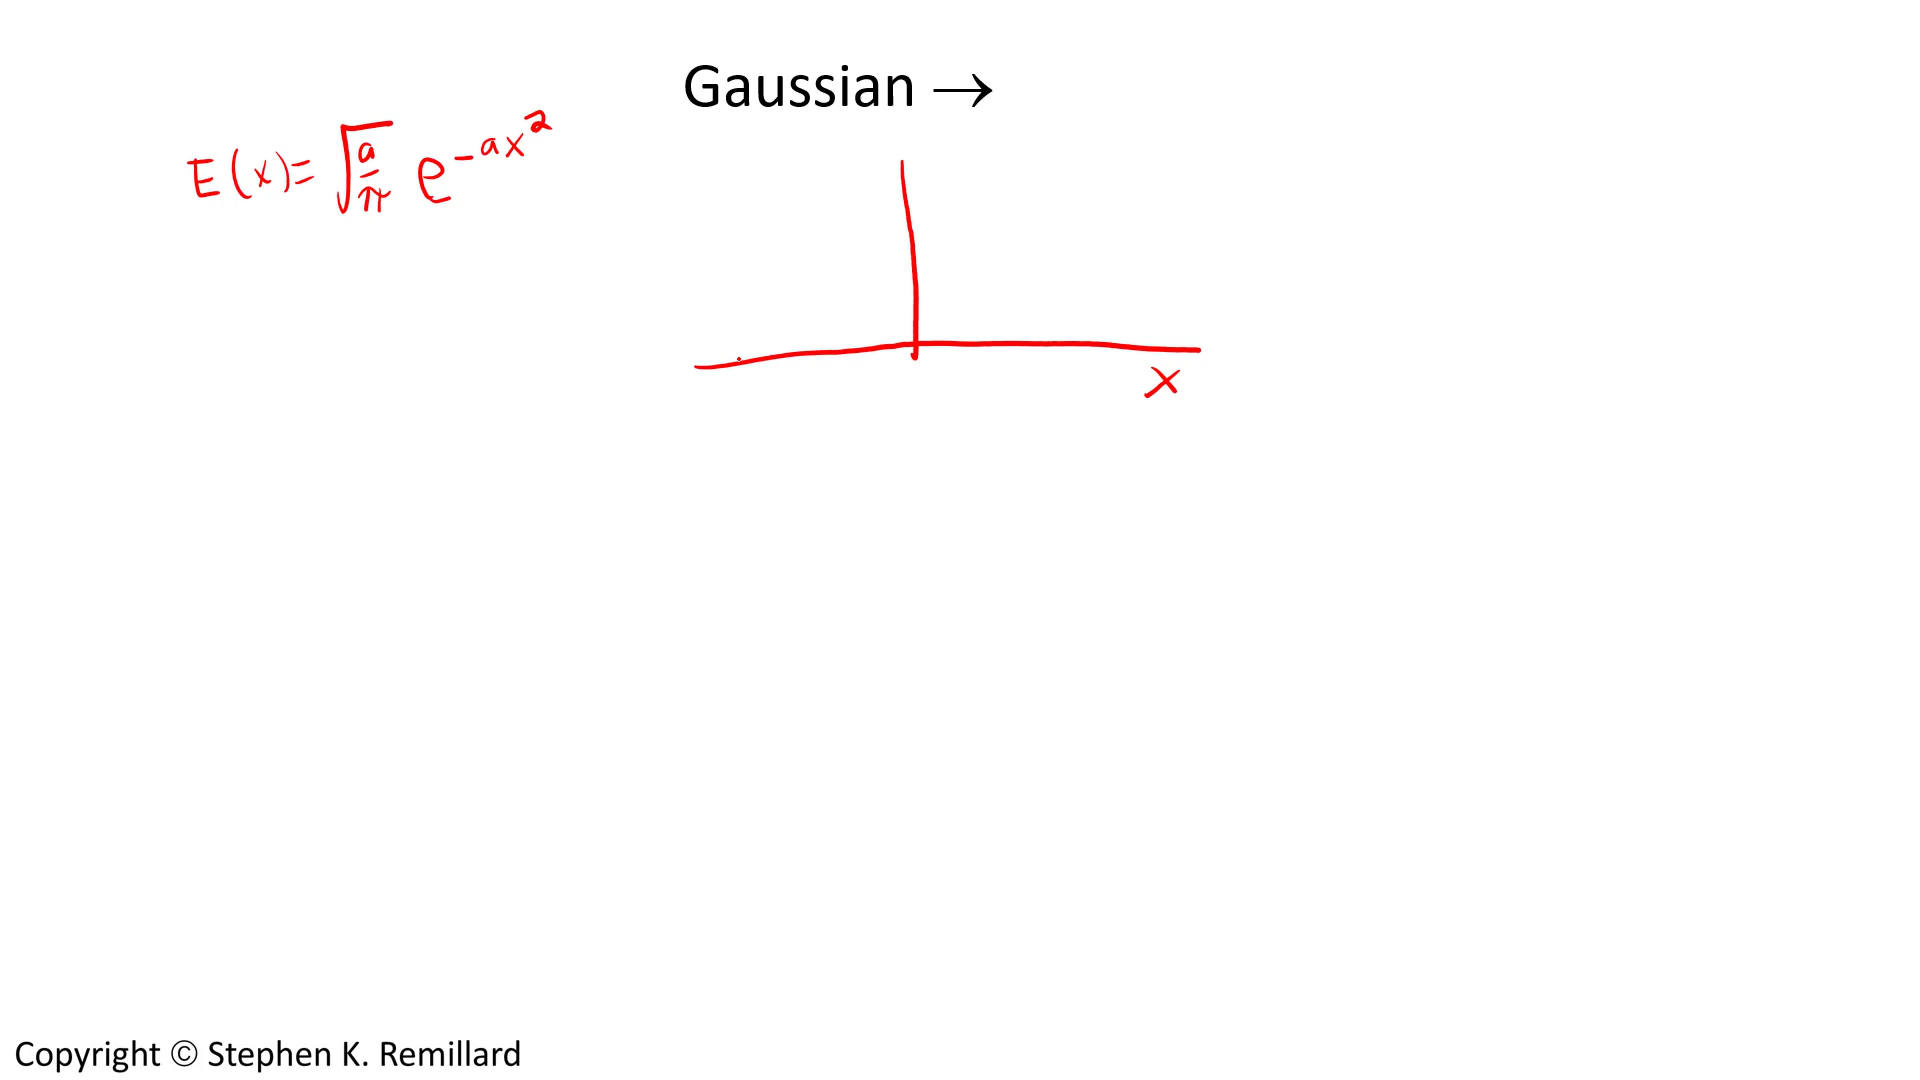 Gaussian →
E(x)= √(a/π) e^(-ax²)
x
Copyright © Stephen K. Remillard